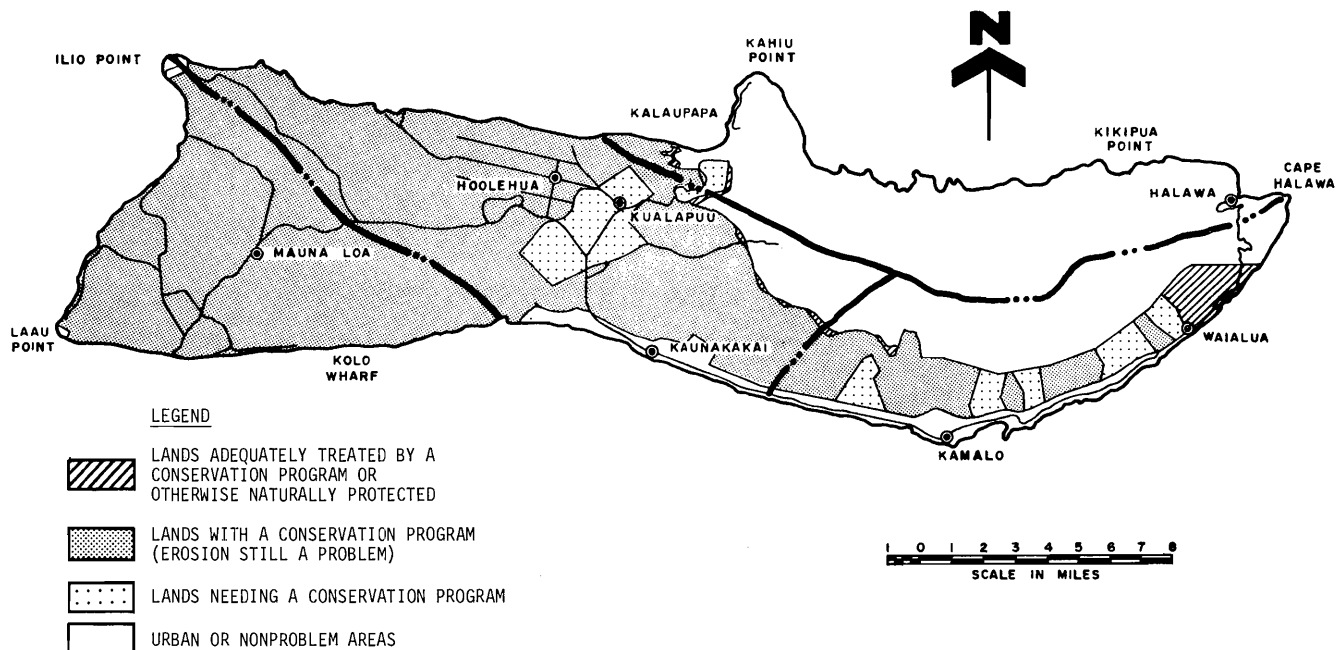 N
ILIO POINT
KAHIU
POINT
KALAUPAPA
KIKIPUA
POINT
CAPE
HALAWA
HALAWA
HOOLEHUA
KUALAPUU
MAUNA LOA
LAAU
POINT
KOLO
WHARF
KAUNAKAKAI
WAIALUA
KAMALO
LEGEND
LANDS ADEQUATELY TREATED BY A
CONSERVATION PROGRAM OR
OTHERWISE NATURALLY PROTECTED
LANDS WITH A CONSERVATION PROGRAM
(EROSION STILL A PROBLEM)
LANDS NEEDING A CONSERVATION PROGRAM
URBAN OR NONPROBLEM AREAS
1 0 1 2 3 4 5 6 7 8
SCALE IN MILES